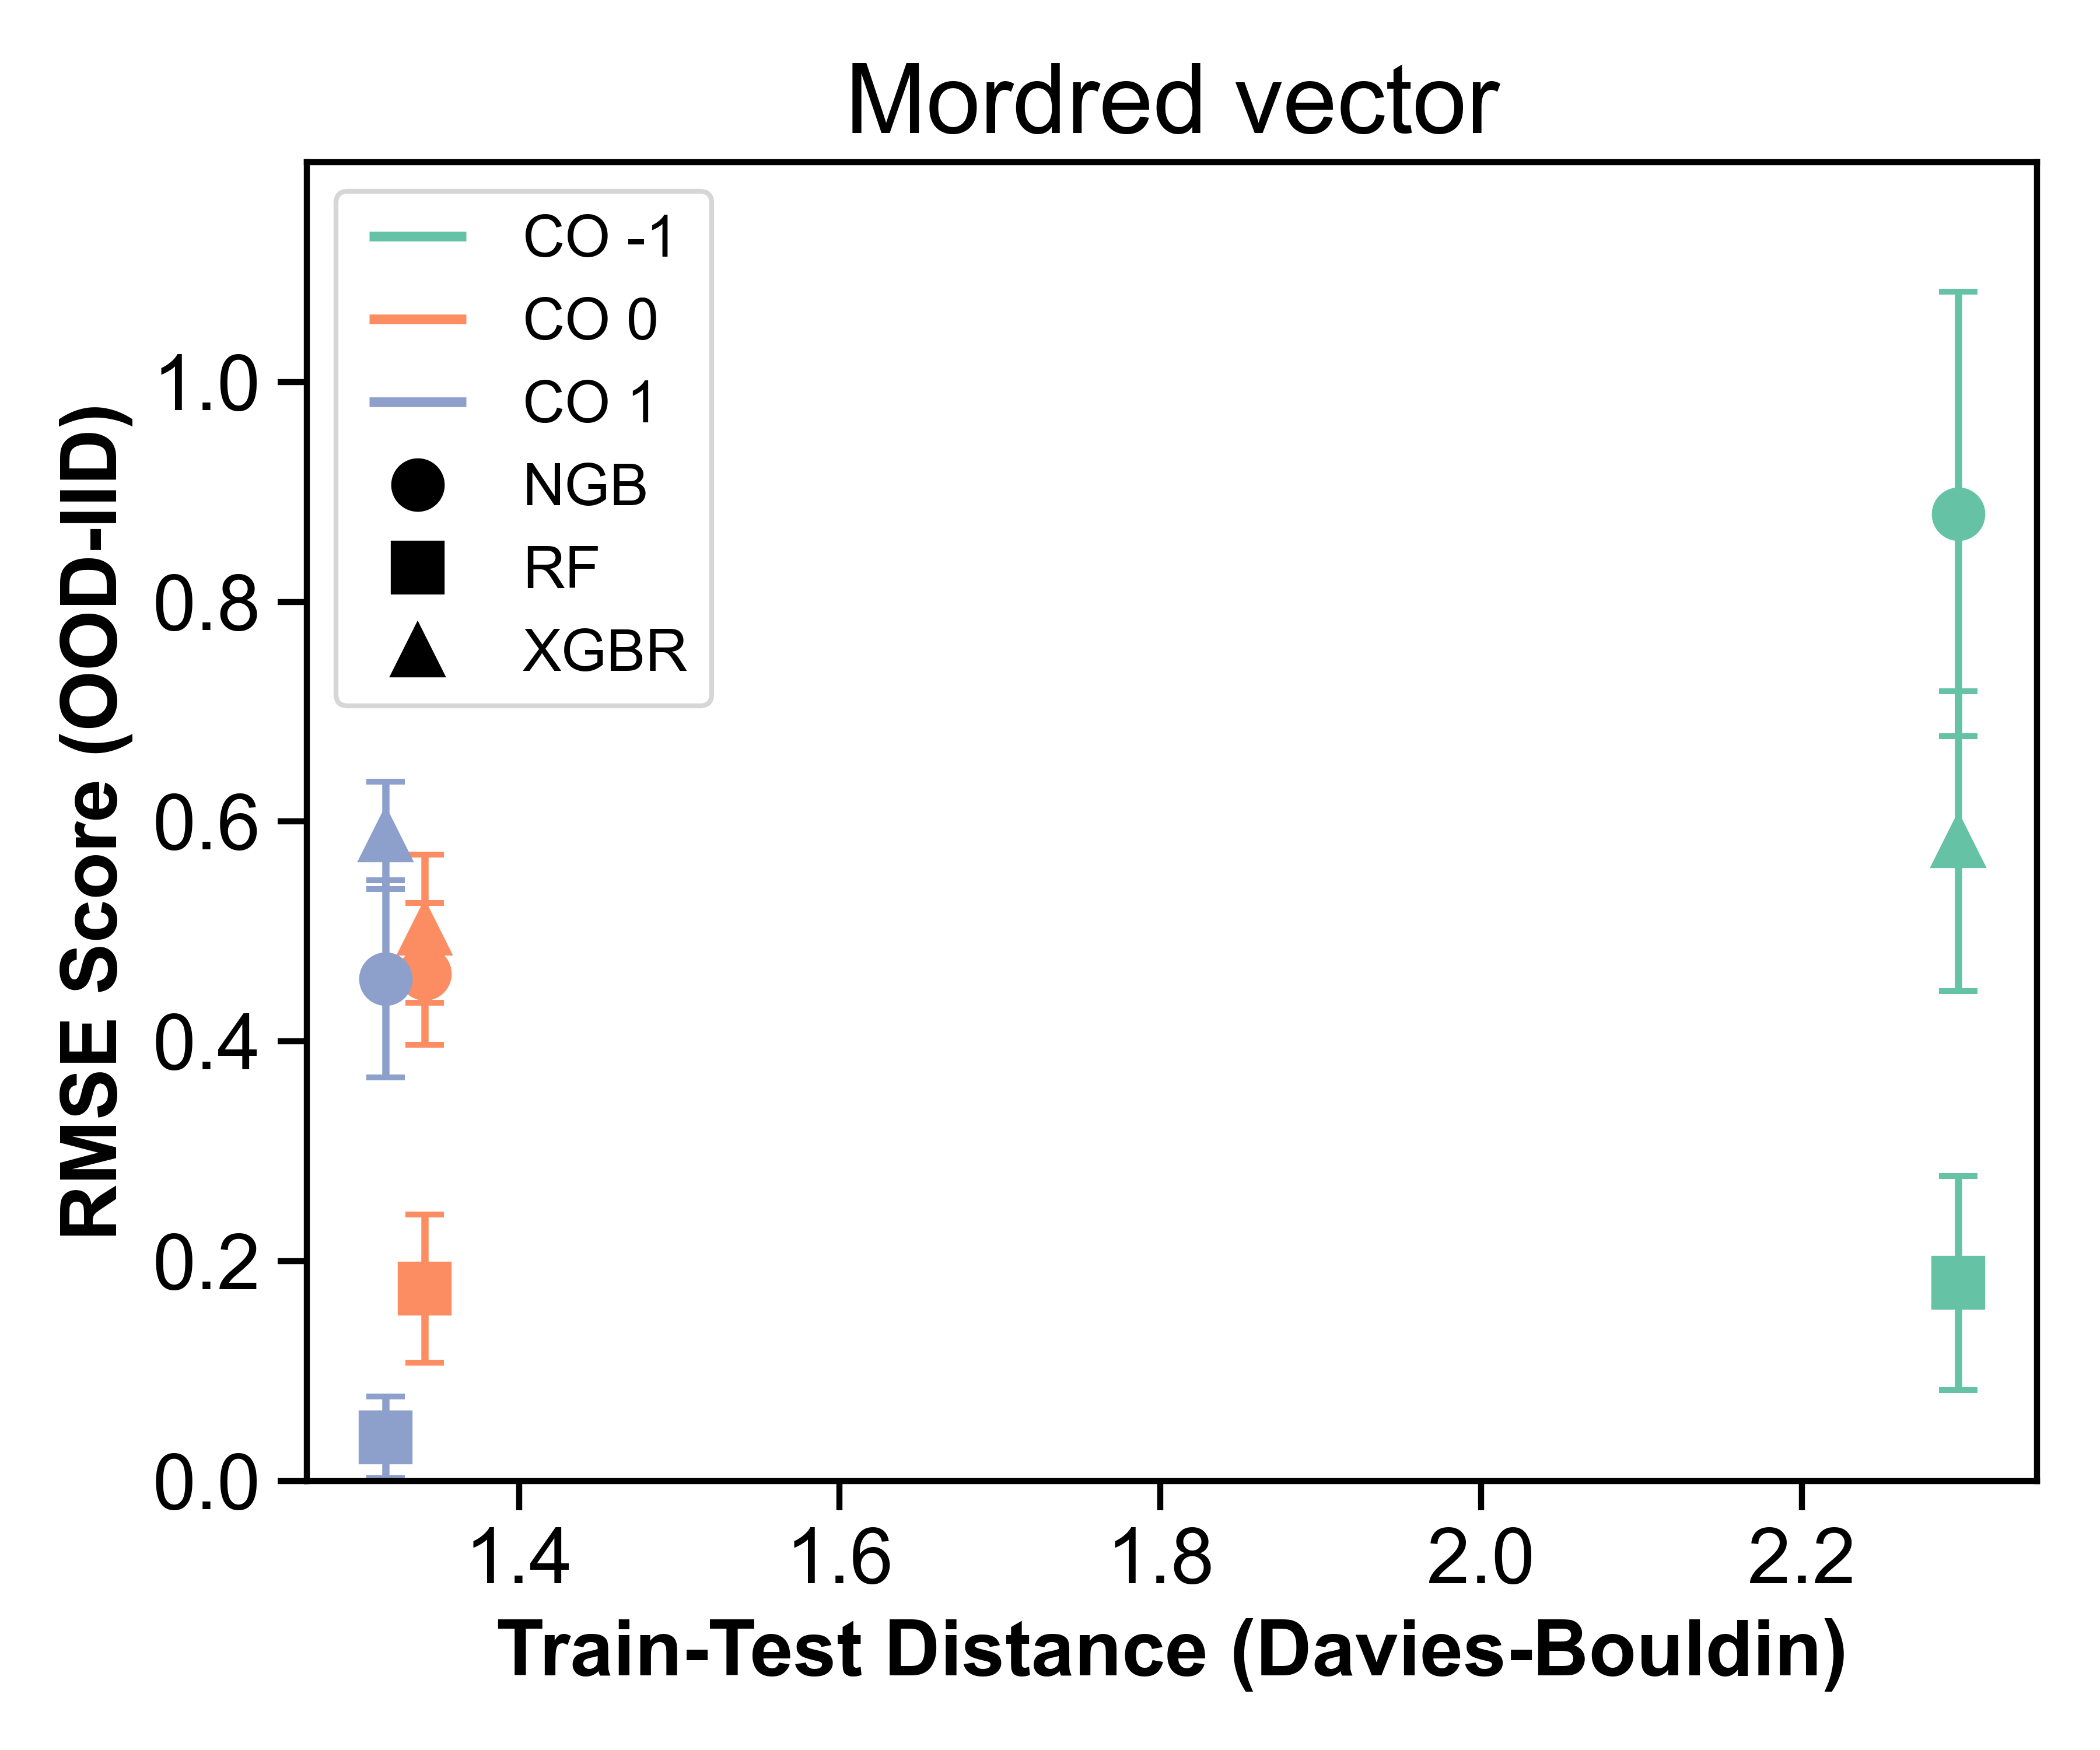 Mordred vector
CO -1
CO 0
CO 1
NGB
RF
XGBR
RMSE Score (OOD-IID)
1.0
0.8
0.6
0.4
0.2
0.0
1.4 1.6 1.8 2.0 2.2
Train-Test Distance (Davies-Bouldin)